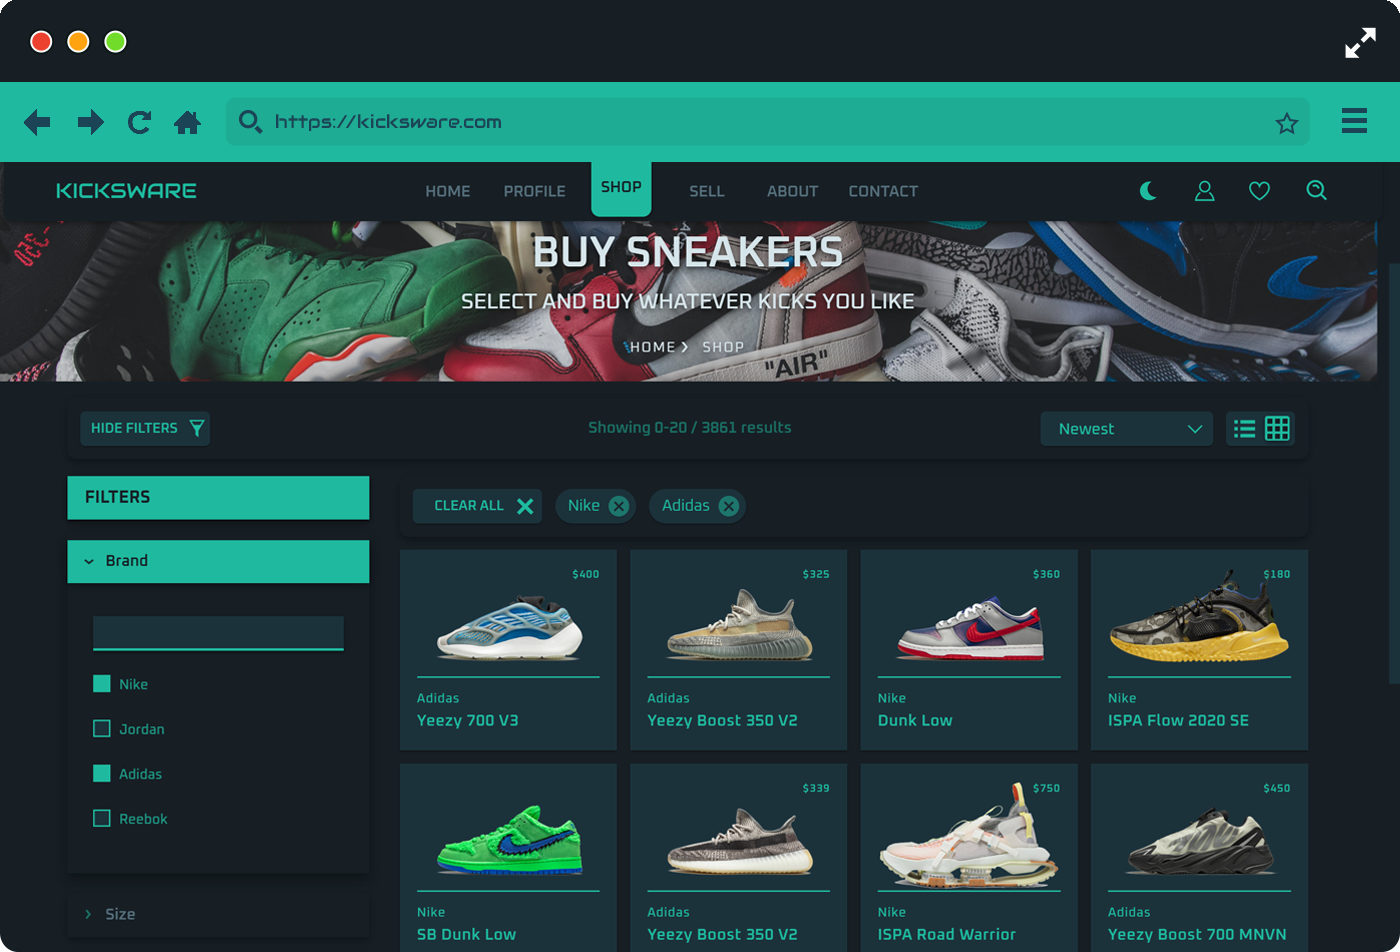 https://kicksware.com
KICKSWARE
HOME PROFILE SHOP SELL ABOUT CONTACT
BUY SNEAKERS
SELECT AND BUY WHATEVER KICKS YOU LIKE
HOME SHOP
"AIR"
HIDE FILTERS
Showing 0-20 / 3861 results
Newest
FILTERS
CLEAR ALL
Nike
Adidas
Brand
Nike
Jordan
Adidas
Reebok
Size
$400
Adidas
Yeezy 700 V3
$325
Adidas
Yeezy Boost 350 V2
$360
Nike
Dunk Low
$180
Nike
ISPA Flow 2020 SE
Nike
SB Dunk Low
$339
Adidas
Yeezy Boost 350 V2
$750
Nike
ISPA Road Warrior
$450
Adidas
Yeezy Boost 700 MNVN